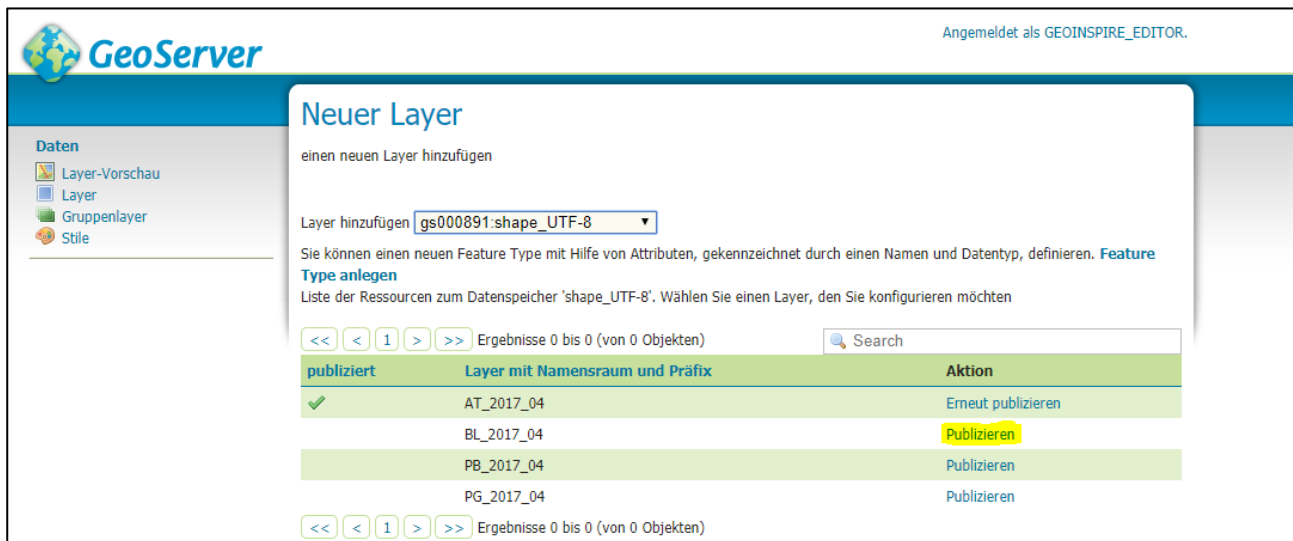 GeoServer
Angemeldet als GEOINSPIRE_EDITOR.
Daten
Layer-Vorschau
Layer
Gruppenlayer
Stile
Neuer Layer
einen neuen Layer hinzufügen
Layer hinzufügen gs000891:shape_UTF-8
Sie können einen neuen Feature Type mit Hilfe von Attributen, gekennzeichnet durch einen Namen und Datentyp, definieren. Feature
Type anlegen
Liste der Ressourcen zum Datenspeicher 'shape_UTF-8'. Wählen Sie einen Layer, den Sie konfigurieren möchten
<< < 1 > >> Ergebnisse 0 bis 0 (von 0 Objekten) Search
publiziert Layer mit Namensraum und Präfix Aktion
AT_2017_04 Erneut publizieren
BL_2017_04 Publizieren
PB_2017_04 Publizieren
PG_2017_04 Publizieren
<< < 1 > >> Ergebnisse 0 bis 0 (von 0 Objekten)